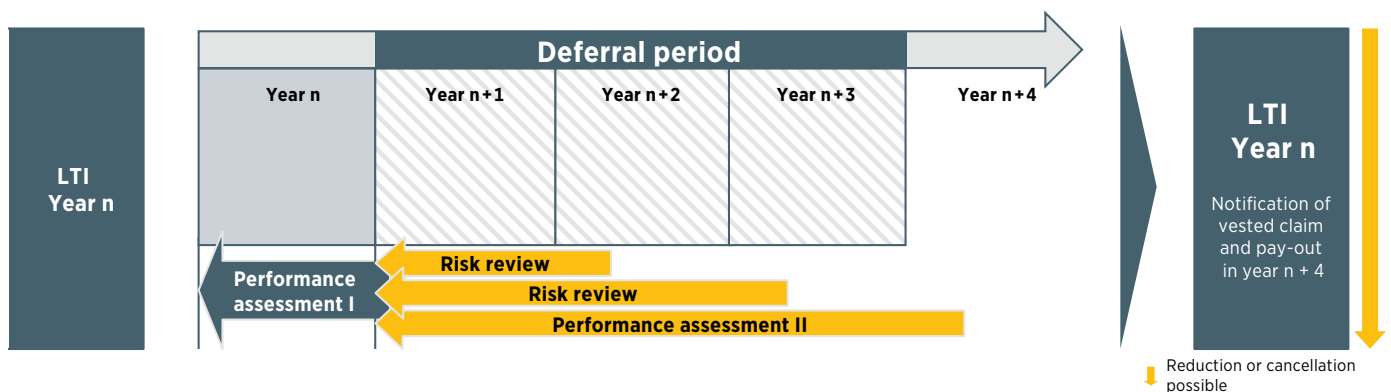 LTI
Year n
Deferral period
Year n
Year n+1
Year n+2
Year n+3
Year n+4
Performance
assessment I
Risk review
Risk review
Performance assessment II
LTI
Year n
Notification of
vested claim
and pay-out
in year n + 4
Reduction or cancellation
possible